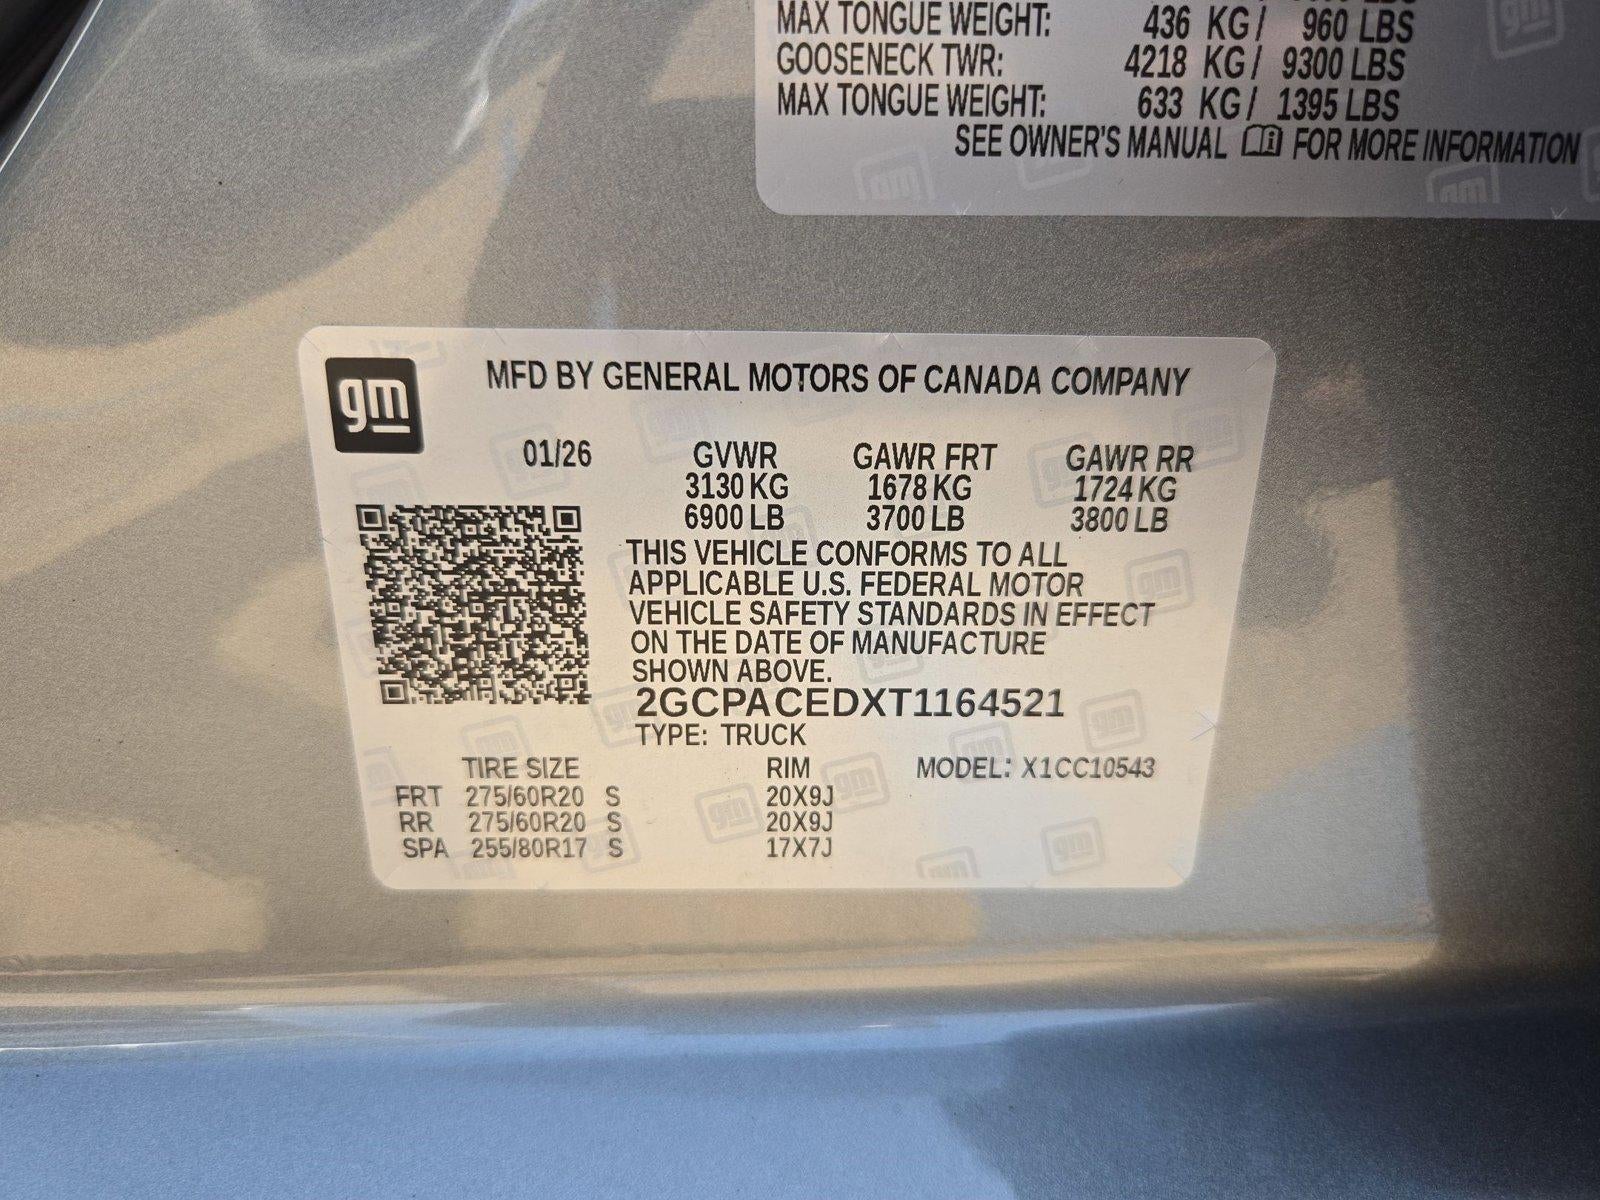 MAX TONGUE WEIGHT: 436 KG/ 960 LBS
GOOSENECK TWR: 4218 KG/ 9300 LBS
MAX TONGUE WEIGHT: 633 KG/ 1395 LBS
SEE OWNER'S MANUAL FOR MORE INFORMATION
gm
MFD BY GENERAL MOTORS OF CANADA COMPANY
01/26 GVWR GAWR FRT GAWR RR
3130 KG 1678 KG 1724 KG
6900 LB 3700 LB 3800 LB
THIS VEHICLE CONFORMS TO ALL
APPLICABLE U.S. FEDERAL MOTOR
VEHICLE SAFETY STANDARDS IN EFFECT
ON THE DATE OF MANUFACTURE
SHOWN ABOVE.
2GCPACEDXT1164521
TYPE: TRUCK
TIRE SIZE RIM MODEL: X1CC10543
FRT 275/60R20 S 20X9J
RR 275/60R20 S 20X9J
SPA 255/80R17 S 17X7J